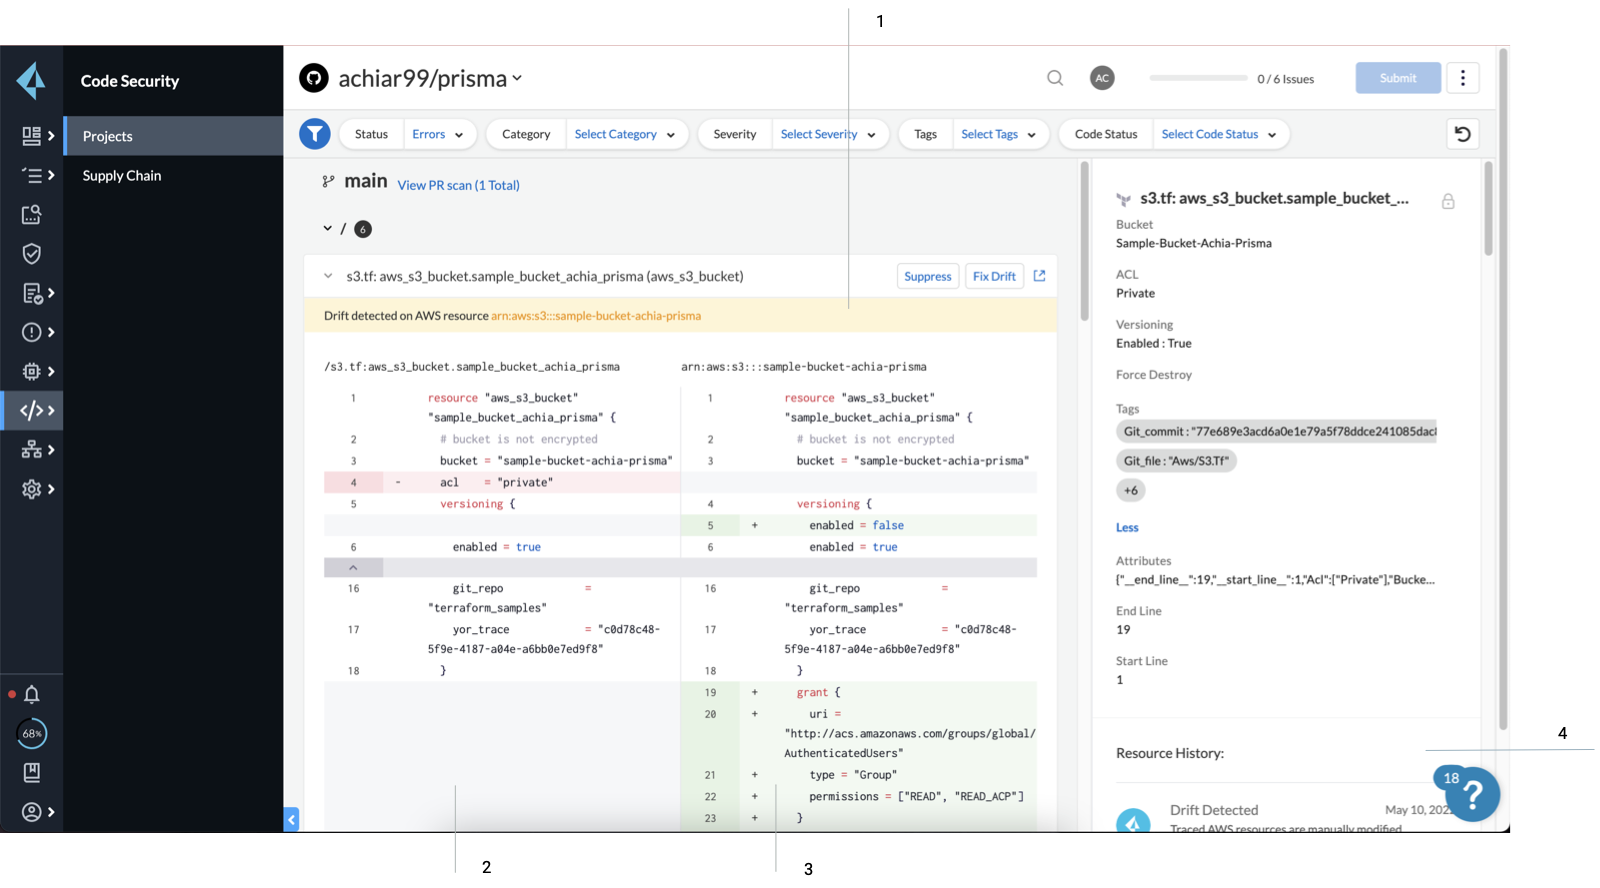 1
Code Security
achiar99/prisma
AC
0 / 6 Issues
Submit
Projects
Supply Chain
Status Errors
Category Select Category
Severity Select Severity
Tags Select Tags
Code Status Select Code Status
main View PR scan (1 Total)
/ 6
s3.tf: aws_s3_bucket.sample_bucket_achia_prisma (aws_s3_bucket)
Suppress
Fix Drift
Drift detected on AWS resource arn:aws:s3:::sample-bucket-achia-prisma
/s3.tf:aws_s3_bucket.sample_bucket_achia_prisma
1 resource "aws_s3_bucket"
"sample_bucket_achia_prisma" {
2 # bucket is not encrypted
3 bucket = "sample-bucket-achia-prisma"
4 - acl = "private"
5 versioning {
6 enabled = true
16 git_repo =
"terraform_samples"
17 yor_trace = "c0d78c48-
5f9e-4187-a04e-a6bb0e7ed9f8"
18 }
arn:aws:s3:::sample-bucket-achia-prisma
1 resource "aws_s3_bucket"
"sample_bucket_achia_prisma" {
2 # bucket is not encrypted
3 bucket = "sample-bucket-achia-prisma"
4 versioning {
5 + enabled = false
6 enabled = true
16 git_repo =
"terraform_samples"
17 yor_trace = "c0d78c48-
5f9e-4187-a04e-a6bb0e7ed9f8"
18 }
19 + grant {
20 + uri =
"http://acs.amazonaws.com/groups/global/
AuthenticatedUsers"
21 + type = "Group"
22 + permissions = ["READ", "READ_ACP"]
23 + }
s3.tf: aws_s3_bucket.sample_bucket_...
Bucket
Sample-Bucket-Achia-Prisma
ACL
Private
Versioning
Enabled : True
Force Destroy
Tags
Git_commit : "77e689e3acd6a0e1e79a5f78ddce241085dad
Git_file : "Aws/S3.Tf"
+6
Less
Attributes
{"__end_line__":19,"__start_line__":1,"Acl":["Private"],"Bucke...
End Line
19
Start Line
1
Resource History:
4
18
?
Drift Detected May 10, 202
Traced AWS resources are manually modified
68%
2
3